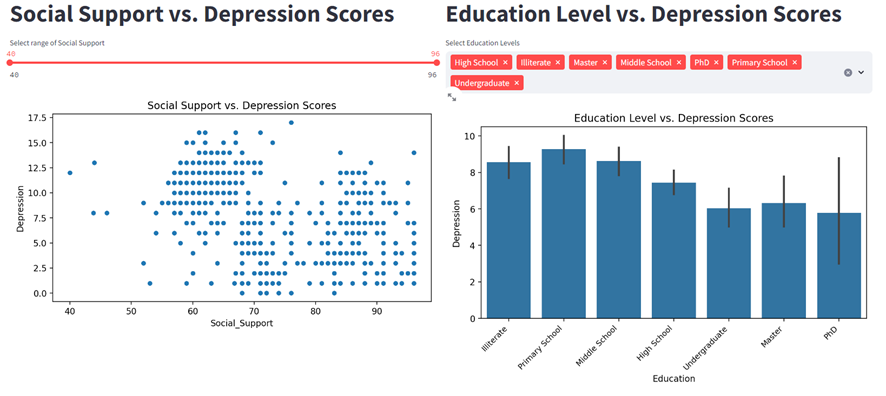 Social Support vs. Depression Scores
Select range of Social Support
40 96
40 96
Social Support vs. Depression Scores
17.5
15.0
12.5
10.0
7.5
5.0
2.5
0.0
Depression
40 50 60 70 80 90
Social_Support
Education Level vs. Depression Scores
Select Education Levels
High School × Illiterate × Master × Middle School × PhD × Primary School ×
Undergraduate ×
Education Level vs. Depression Scores
10
8
6
4
2
0
Depression
Illiterate Primary School Middle School High School Undergraduate Master PhD
Education